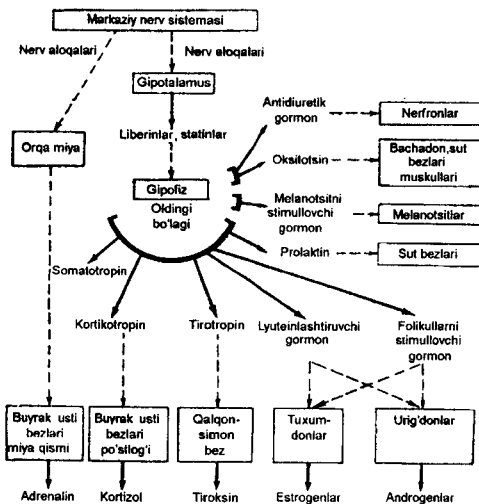 Markaziy nerv sistemasi
Nerv aloqalari
Nerv aloqalari
Gipotalamus
Liberinlar, statinlar
Orqa miya
Gipofiz
Oldingi
bo'lagi
Antidiuretik
gormon
Nerfronlar
Oksitotsin
Bachadon,sut
bezlari
muskullari
Melanotsitni
stimullovchi
gormon
Melanotsitlar
Prolaktin
Sut bezlari
Somatotropin
Kortikotropin
Tirotropin
Lyuteinlashtiruvchi
gormon
Folikullarni
stimullovchi
gormon
Buyrak usti
bezlari
miya qismi
Buyrak usti
bezlari
po'stlog'i
Qalqon-
simon
bez
Tuxum-
donlar
Urig'donlar
Adrenalin
Kortizol
Tiroksin
Estrogenlar
Androgenlar